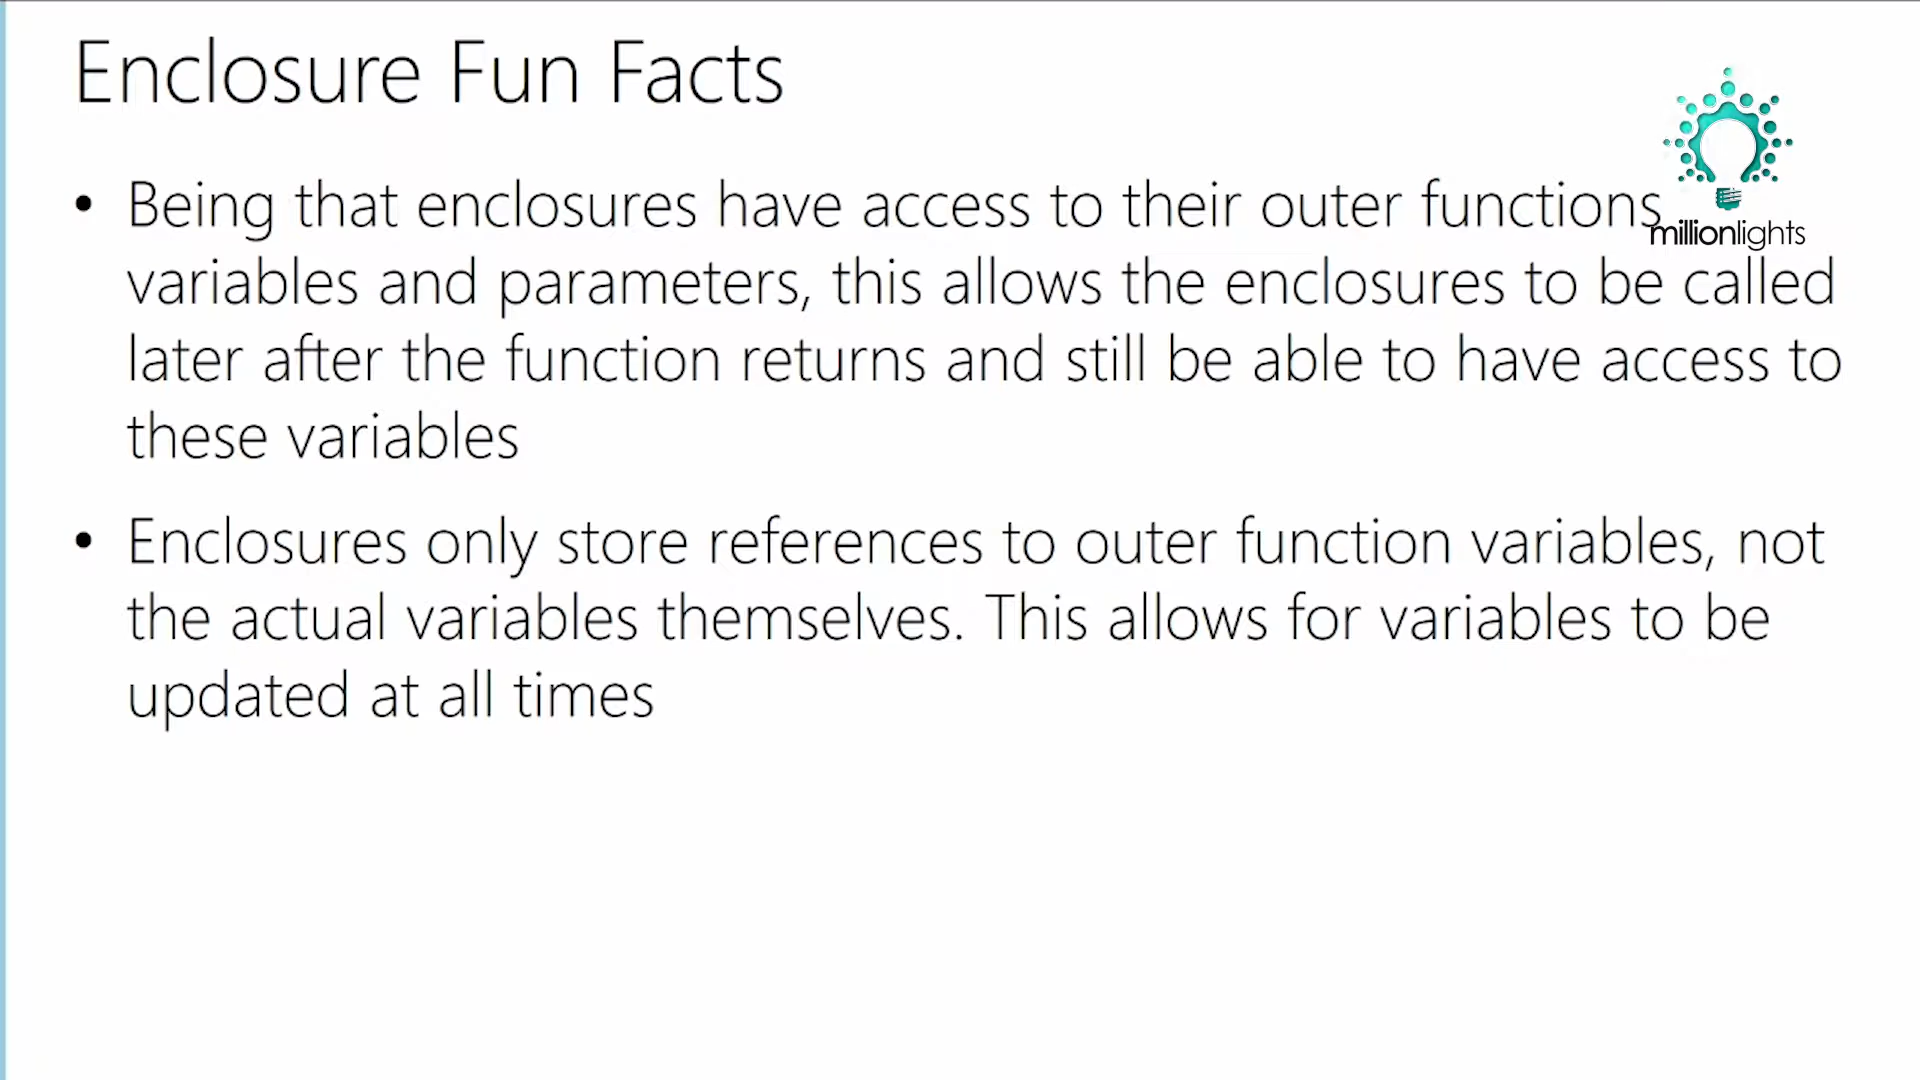 Enclosure Fun Facts
• Being that enclosures have access to their outer functions
millionlights
variables and parameters, this allows the enclosures to be called
later after the function returns and still be able to have access to
these variables
• Enclosures only store references to outer function variables, not
the actual variables themselves. This allows for variables to be
updated at all times